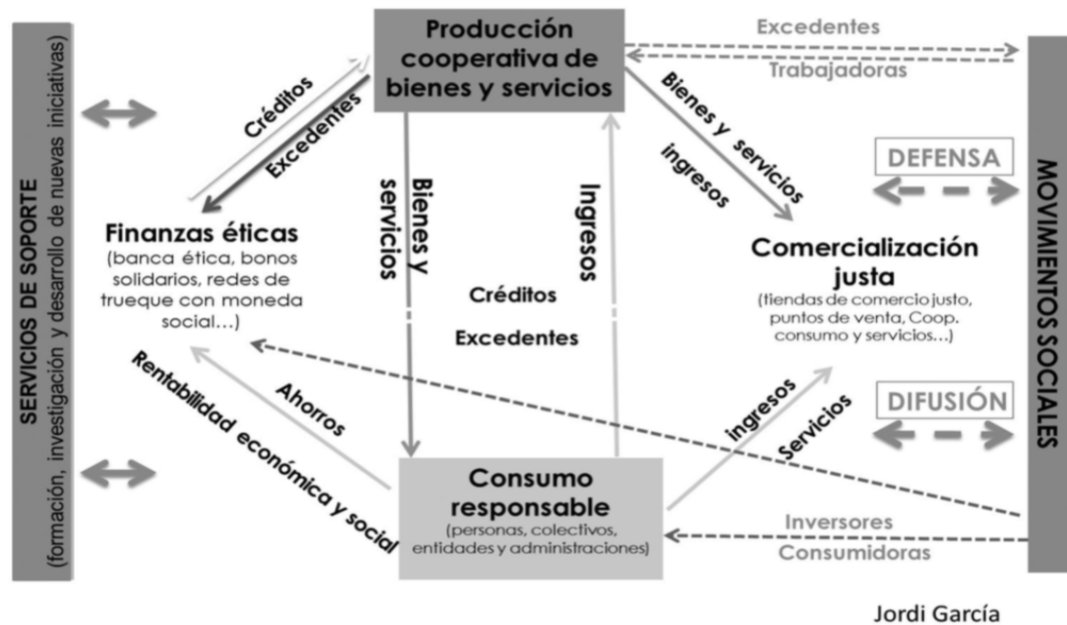 SERVICIOS DE SOPORTE
(formación, investigación y desarrollo de nuevas iniciativas)
Producción
cooperativa de
bienes y servicios
Excedentes
Trabajadoras
Créditos
Excedentes
Bienes y servicios
ingresos
Bienes y
servicios
Ingresos
DEFENSA
MOVIMIENTOS SOCIALES
Finanzas éticas
(banca ética, bonos
solidarios, redes de
trueque con moneda
social...)
Comercialización
justa
(tiendas de comercio justo,
puntos de venta, Coop.
consumo y servicios...)
Créditos
Excedentes
Ahorros
Rentabilidad económica y social
ingresos
Servicios
DIFUSIÓN
Consumo
responsable
(personas, colectivos,
entidades y administraciones)
Inversores
Consumidoras
Jordi García